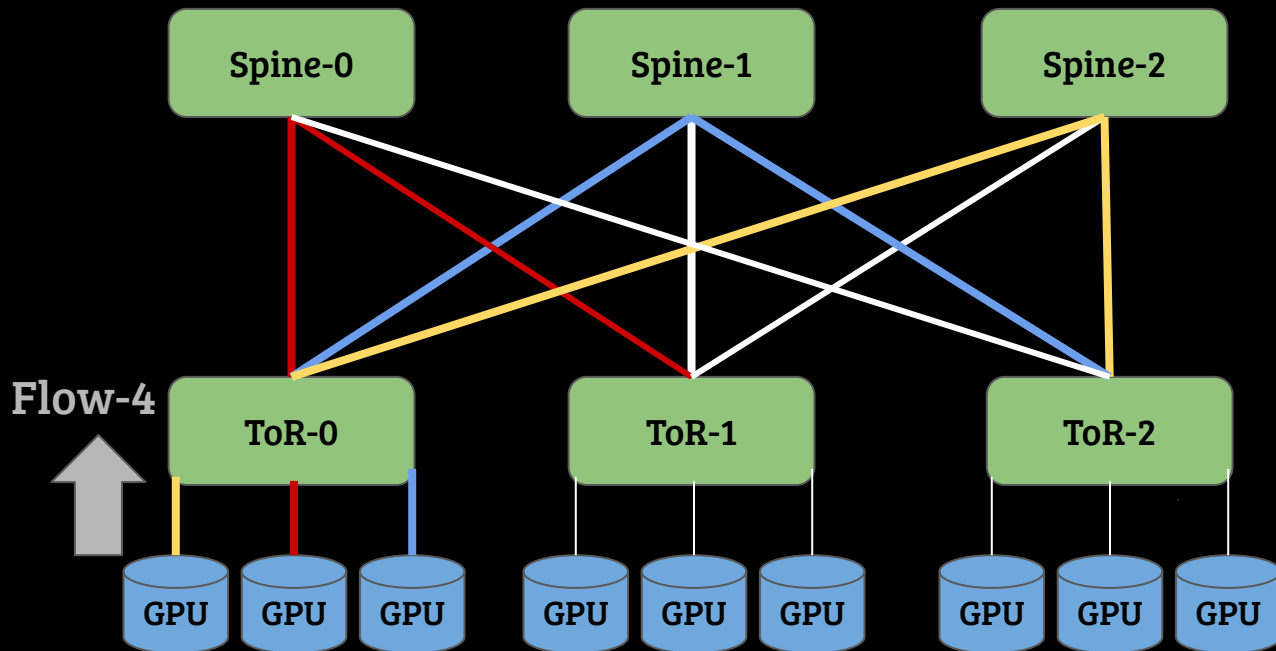 Spine-0
Spine-1
Spine-2
Flow-4
ToR-0
ToR-1
ToR-2
GPU
GPU
GPU
GPU
GPU
GPU
GPU
GPU
GPU